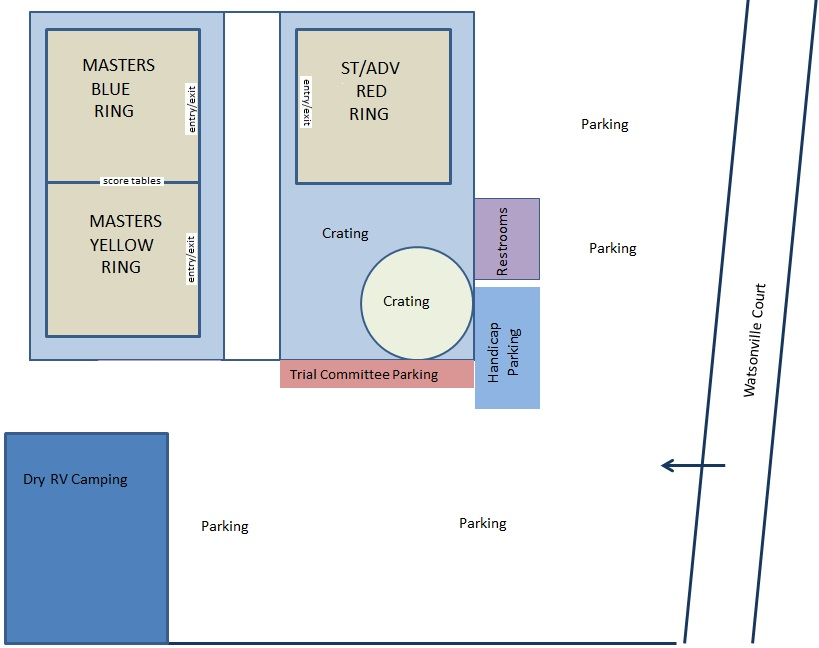 MASTERS
BLUE
RING
entry/exit
score tables
MASTERS
YELLOW
RING
entry/exit
ST/ADV
RED
RING
entry/exit
Crating
Crating
Restrooms
Handicap
Parking
Trial Committee Parking
Parking
Parking
Watsonville Court
Dry RV Camping
Parking
Parking